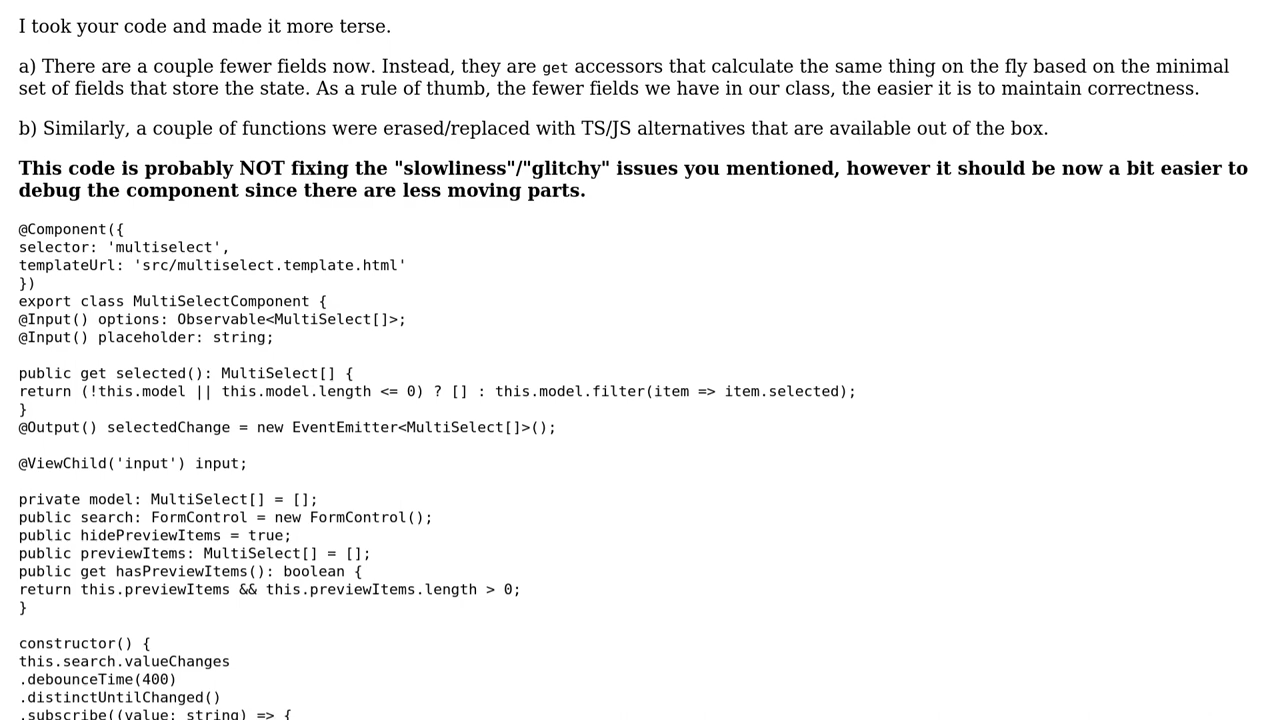 I took your code and made it more terse.
a) There are a couple fewer fields now. Instead, they are get accessors that calculate the same thing on the fly based on the minimal
set of fields that store the state. As a rule of thumb, the fewer fields we have in our class, the easier it is to maintain correctness.
b) Similarly, a couple of functions were erased/replaced with TS/JS alternatives that are available out of the box.
This code is probably NOT fixing the "slowliness"/"glitchy" issues you mentioned, however it should be now a bit easier to
debug the component since there are less moving parts.
@Component({
selector: 'multiselect',
templateUrl: 'src/multiselect.template.html'
})
export class MultiSelectComponent {
@Input() options: Observable<MultiSelect[]>;
@Input() placeholder: string;
public get selected(): MultiSelect[] {
return (!this.model || this.model.length <= 0) ? [] : this.model.filter(item => item.selected);
}
@Output() selectedChange = new EventEmitter<MultiSelect[]>();
@ViewChild('input') input;
private model: MultiSelect[] = [];
public search: FormControl = new FormControl();
public hidePreviewItems = true;
public previewItems: MultiSelect[] = [];
public get hasPreviewItems(): boolean {
return this.previewItems && this.previewItems.length > 0;
}
constructor() {
this.search.valueChanges
.debounceTime(400)
.distinctUntilChanged()
.subscribe((value: string) => {